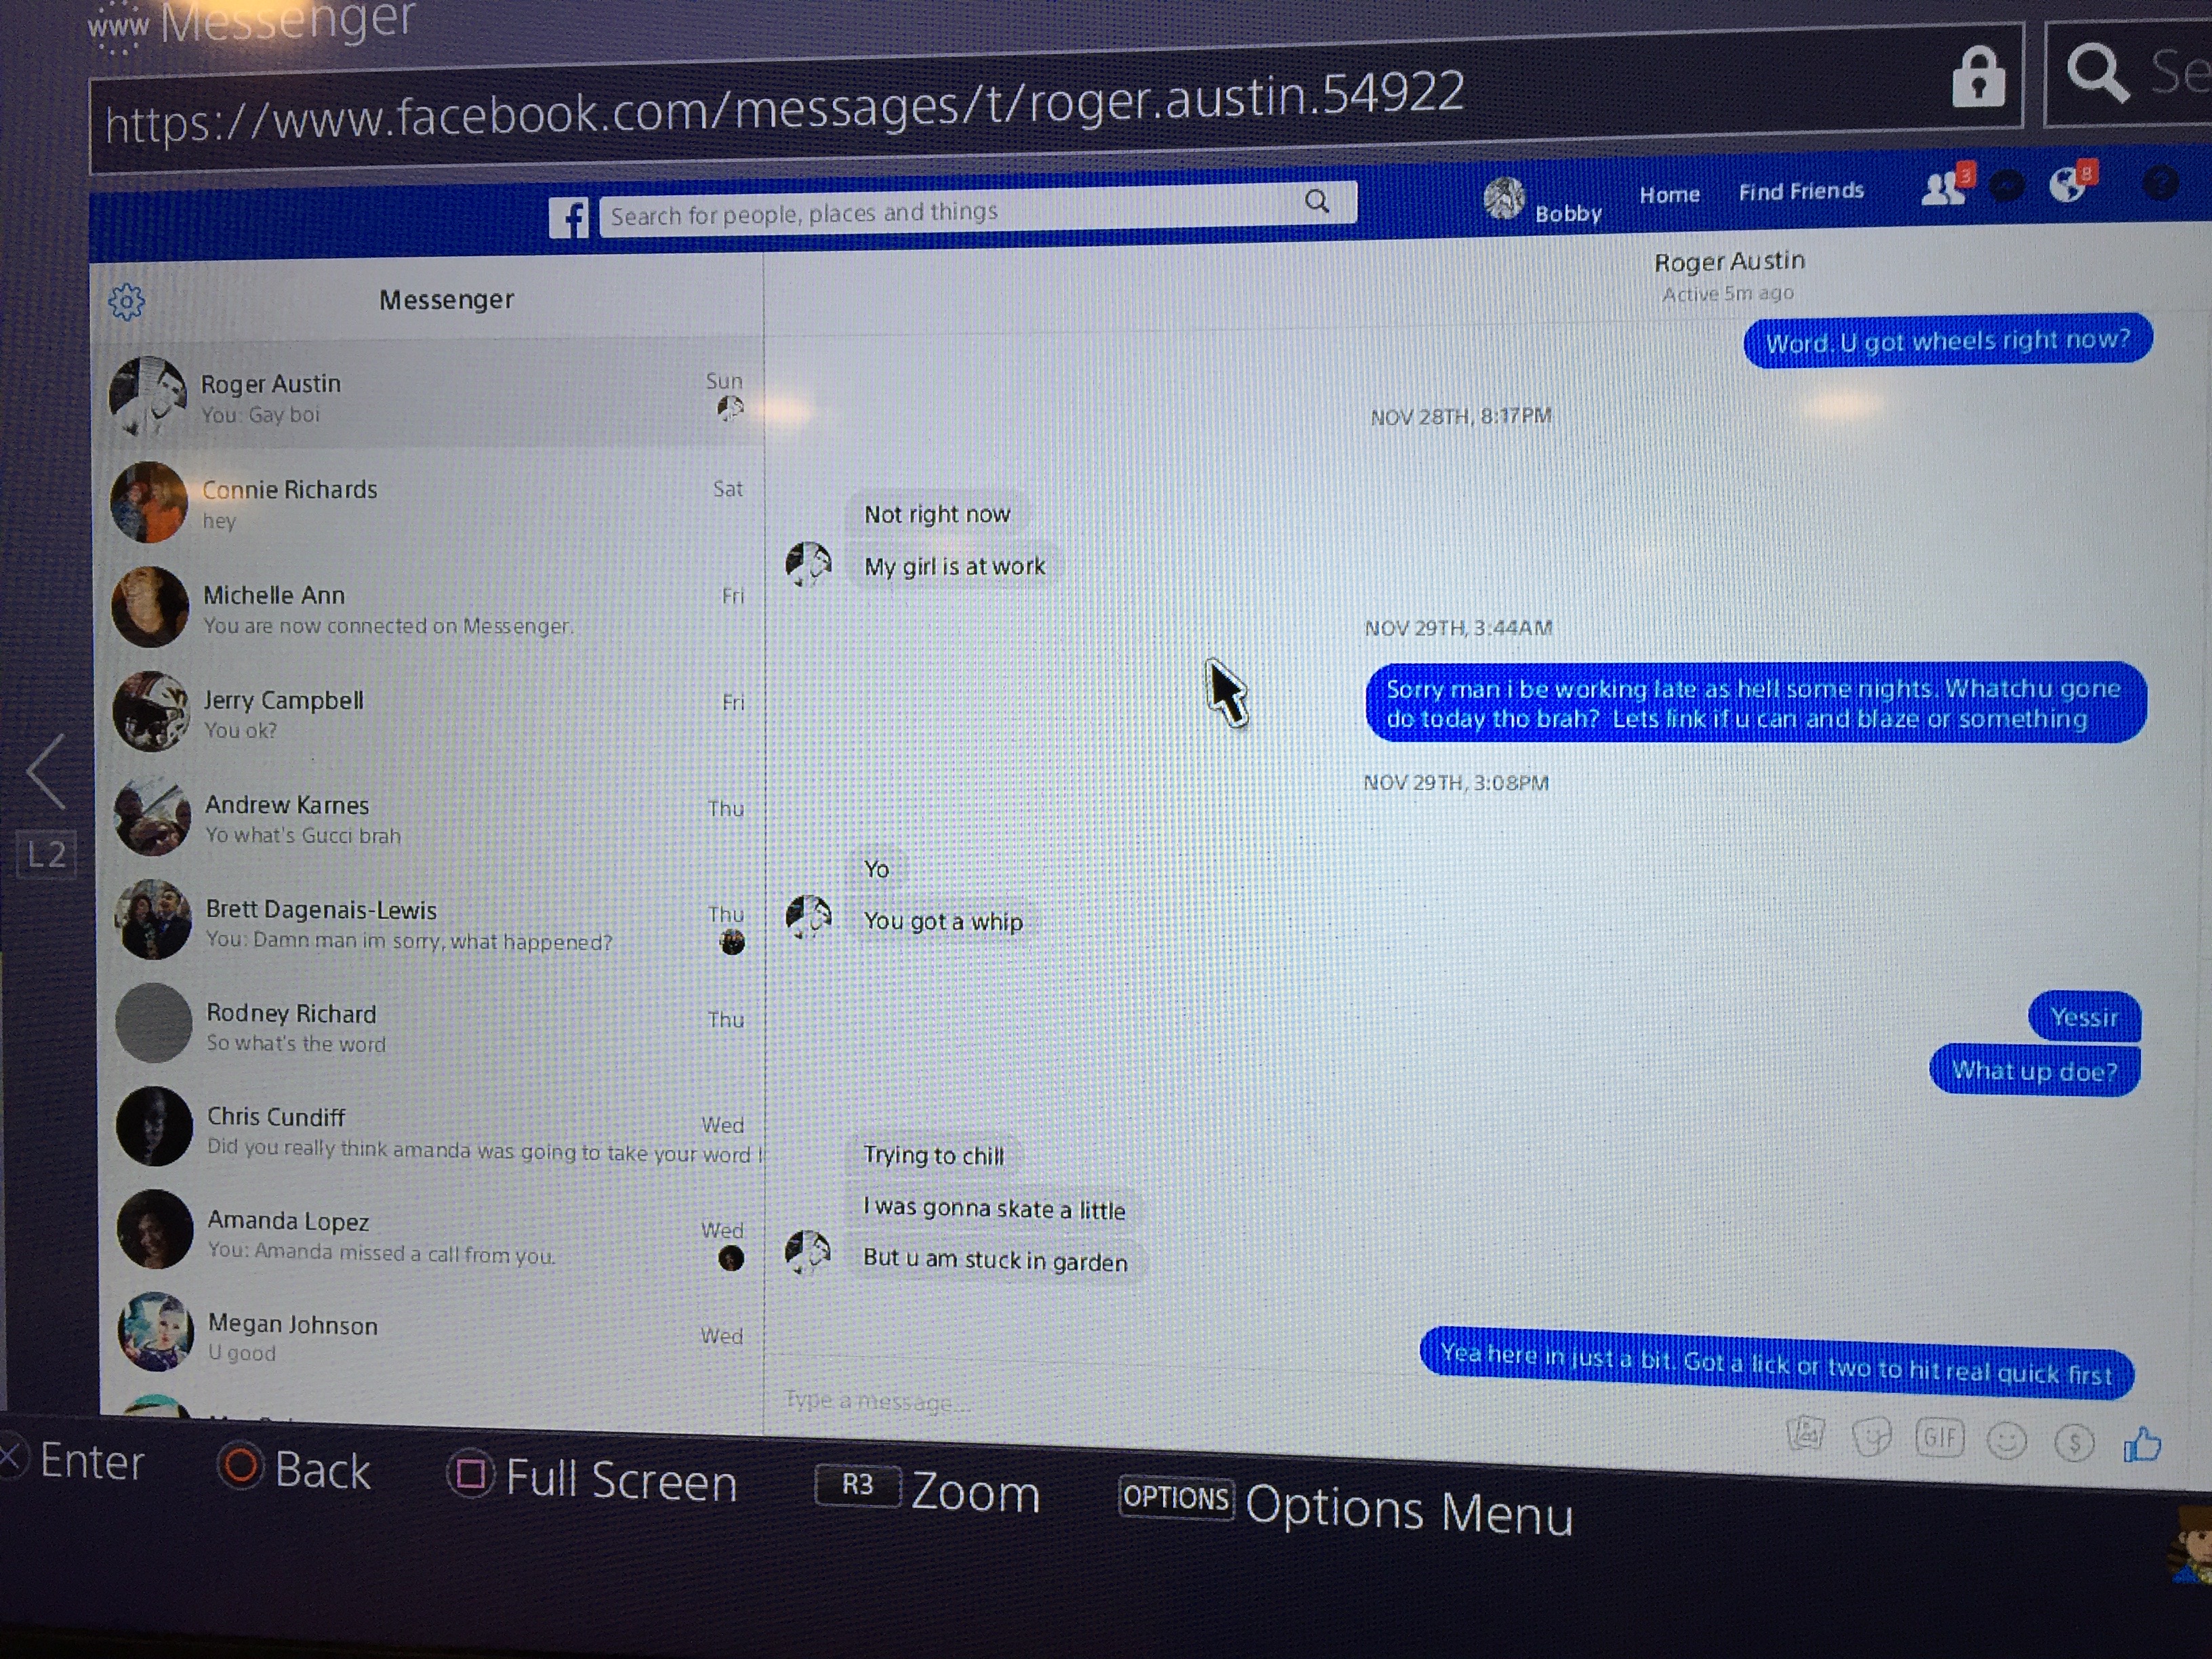 www Messenger
https://www.facebook.com/messages/t/roger.austin.54922
Se
f
Search for people, places and things
Bobby
Home
Find Friends
3
8
?
Messenger
Roger Austin
Sun
You: Gay boi
Connie Richards
Sat
hey
Michelle Ann
Fri
You are now connected on Messenger.
Jerry Campbell
Fri
You ok?
Andrew Karnes
Thu
Yo what's Gucci brah
Brett Dagenais-Lewis
Thu
You: Damn man im sorry, what happened?
Rodney Richard
Thu
So what's the word
Chris Cundiff
Wed
Did you really think amanda was going to take your word
Amanda Lopez
Wed
You: Amanda missed a call from you.
Megan Johnson
Wed
U good
Roger Austin
Active 5m ago
Word. U got wheels right now?
NOV 28TH, 8:17PM
Not right now
My girl is at work
NOV 29TH, 3:44AM
Sorry man i be working late as hell some nights. Whatchu gone
do today tho brah? Lets link if u can and blaze or something
NOV 29TH, 3:08PM
Yo
You got a whip
Yessir
What up doe?
Trying to chill
I was gonna skate a little
But u am stuck in garden
Yea here in just a bit. Got a lick or two to hit real quick first
Type a message...
GIF
$
L2
Enter
Back
Full Screen
R3 Zoom
OPTIONS Options Menu